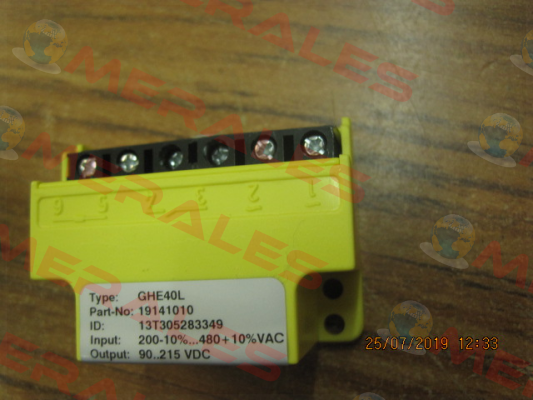 MERALES
6 5 4 3 2 1
Type: GHE40L
Part-No: 19141010
ID: 13T305283349
Input: 200-10%...480+10%VAC
Output: 90..215 VDC
25/07/2019 12:33